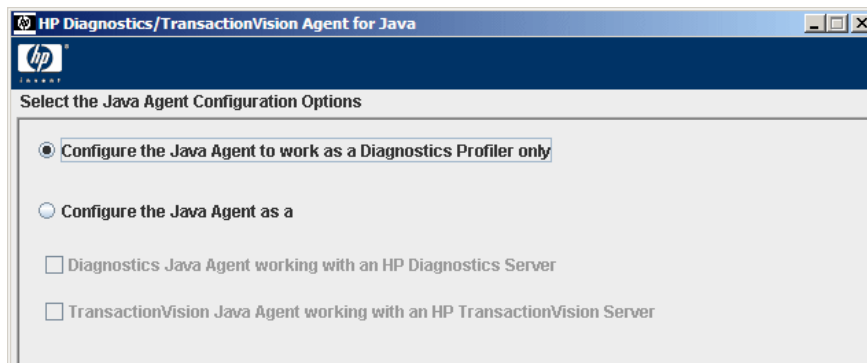 HP Diagnostics/TransactionVision Agent for Java
hp
invent
Select the Java Agent Configuration Options
Configure the Java Agent to work as a Diagnostics Profiler only
Configure the Java Agent as a
Diagnostics Java Agent working with an HP Diagnostics Server
TransactionVision Java Agent working with an HP TransactionVision Server